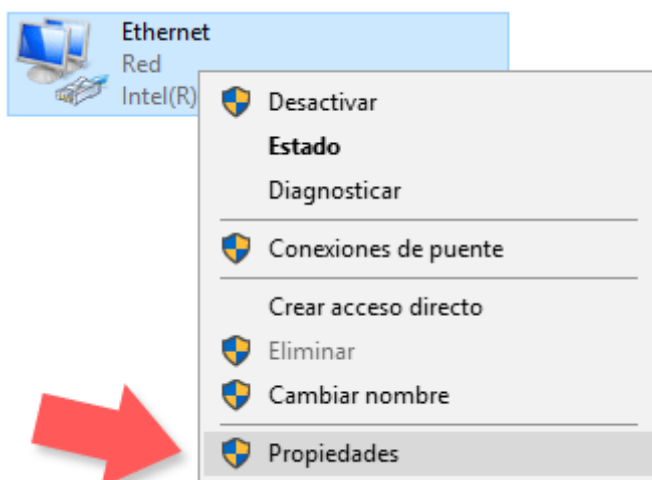 Ethernet
Red
Intel(R)
Desactivar
Estado
Diagnosticar
Conexiones de puente
Crear acceso directo
Eliminar
Cambiar nombre
Propiedades